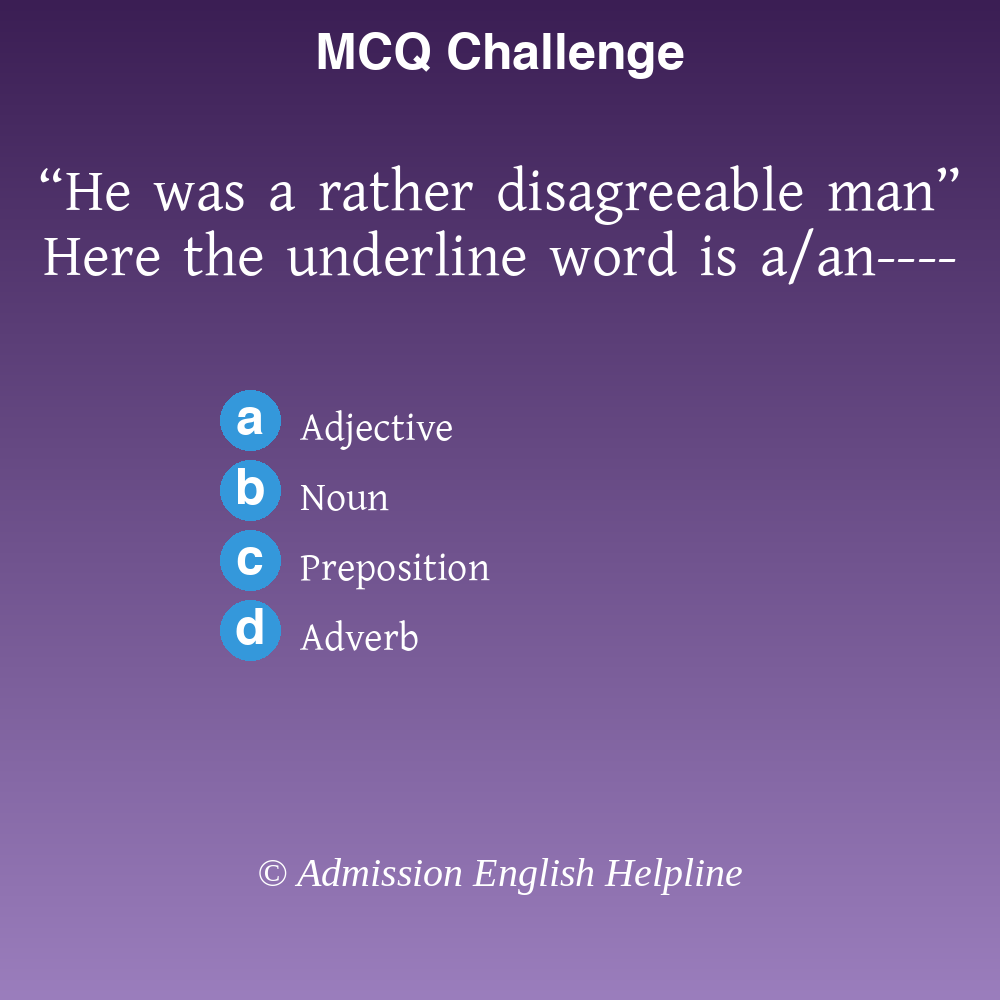 MCQ Challenge
“He was a rather disagreeable man”
Here the underline word is a/an----
a Adjective
b Noun
c Preposition
d Adverb
© Admission English Helpline